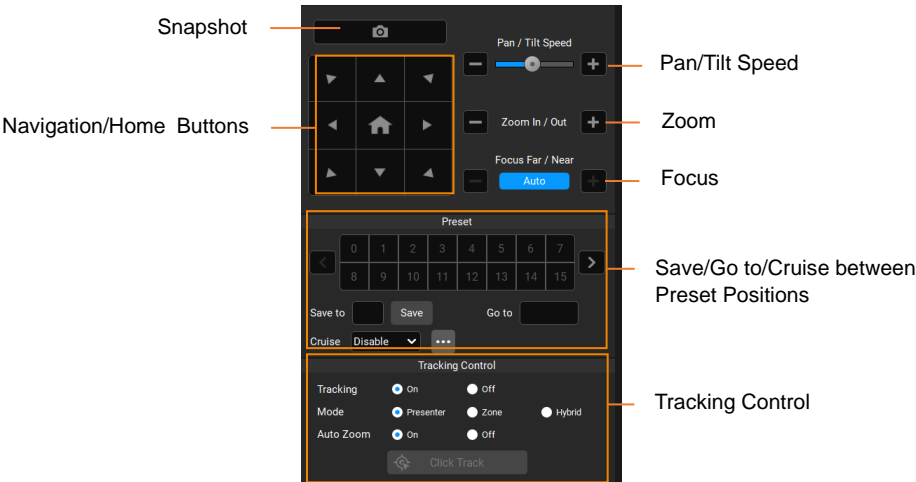 Snapshot
Pan / Tilt Speed
Pan/Tilt Speed
Navigation/Home Buttons
Zoom In / Out
Zoom
Focus Far / Near
Auto
Focus
Preset
0 1 2 3 4 5 6 7
8 9 10 11 12 13 14 15
Save/Go to/Cruise between
Preset Positions
Save to
Save
Go to
Cruise
Disable
Tracking Control
Tracking On Off
Mode Presenter Zone Hybrid
Auto Zoom On Off
Click Track
Tracking Control